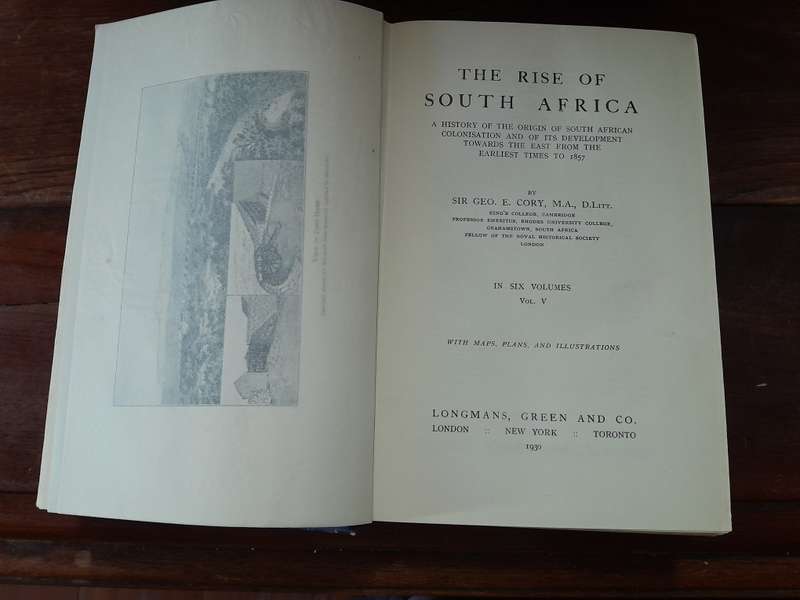 THE RISE OF
SOUTH AFRICA
A HISTORY OF THE ORIGIN OF SOUTH AFRICAN
COLONISATION AND OF ITS DEVELOPMENT
TOWARDS THE EAST FROM THE
EARLIEST TIMES TO 1857
BY
SIR GEO. E. CORY, M.A., D.LITT.
KING'S COLLEGE, CAMBRIDGE
PROFESSOR EMERITUS, RHODES UNIVERSITY COLLEGE,
GRAHAMSTOWN, SOUTH AFRICA
FELLOW OF THE ROYAL HISTORICAL SOCIETY
LONDON
IN SIX VOLUMES
VOL. V
WITH MAPS, PLANS, AND ILLUSTRATIONS
LONGMANS, GREEN AND CO.
LONDON :: NEW YORK :: TORONTO
1930